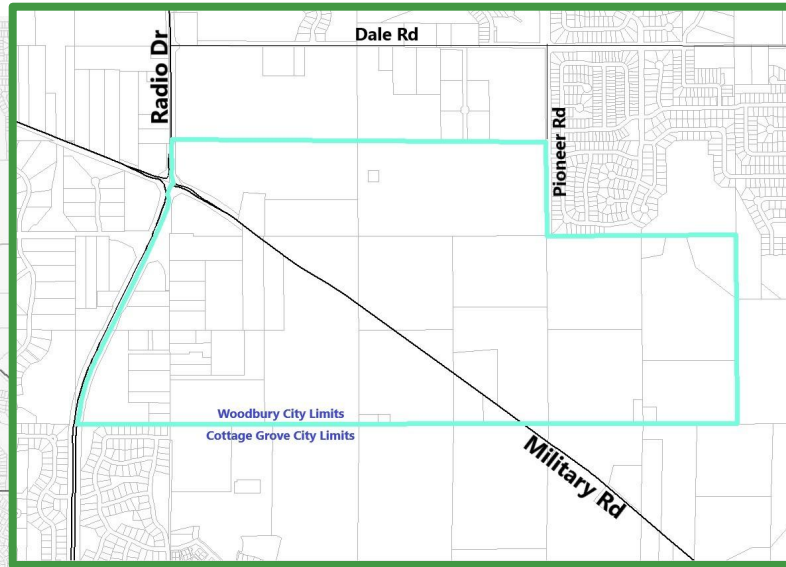 Dale Rd
Radio Dr
Pioneer Rd
Woodbury City Limits
Cottage Grove City Limits
Military Rd